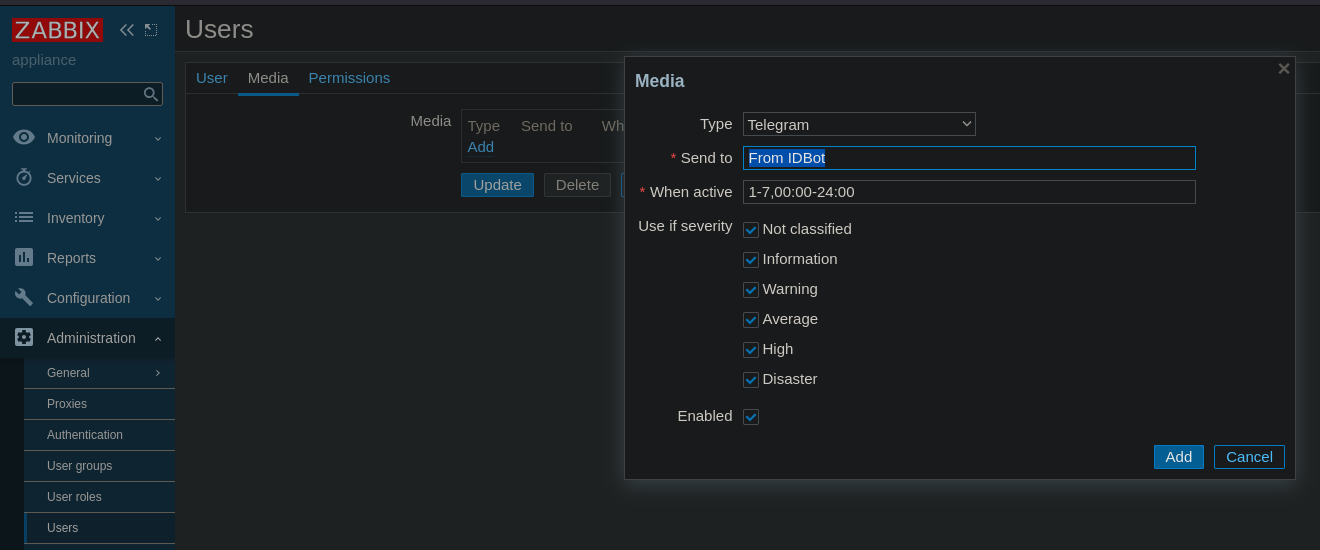 ZABBIX
appliance
Monitoring
Services
Inventory
Reports
Configuration
Administration
General
Proxies
Authentication
User groups
User roles
Users
Users
User Media Permissions
Media
Type Send to Wh
Add
Update Delete
Media
Type Telegram
* Send to From IDBot
* When active 1-7,00:00-24:00
Use if severity Not classified
Information
Warning
Average
High
Disaster
Enabled
Add Cancel